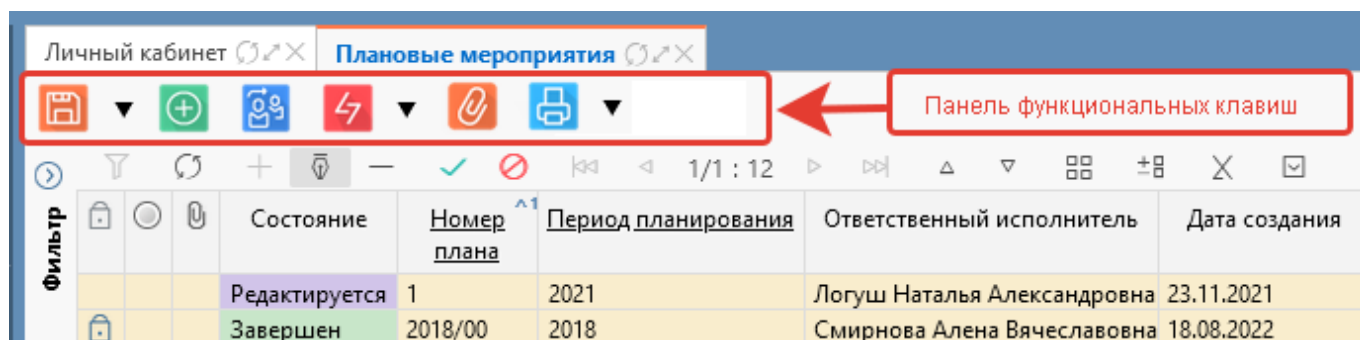 Личный кабинет
Плановые мероприятия
Панель функциональных клавиш
1/1 : 12
Фильтр
Состояние
Номер
плана
^1
Период планирования
Ответственный исполнитель
Дата создания
Редактируется 1 2021 Логуш Наталья Александровна 23.11.2021
Завершен 2018/00 2018 Смирнова Алена Вячеславовна 18.08.2022